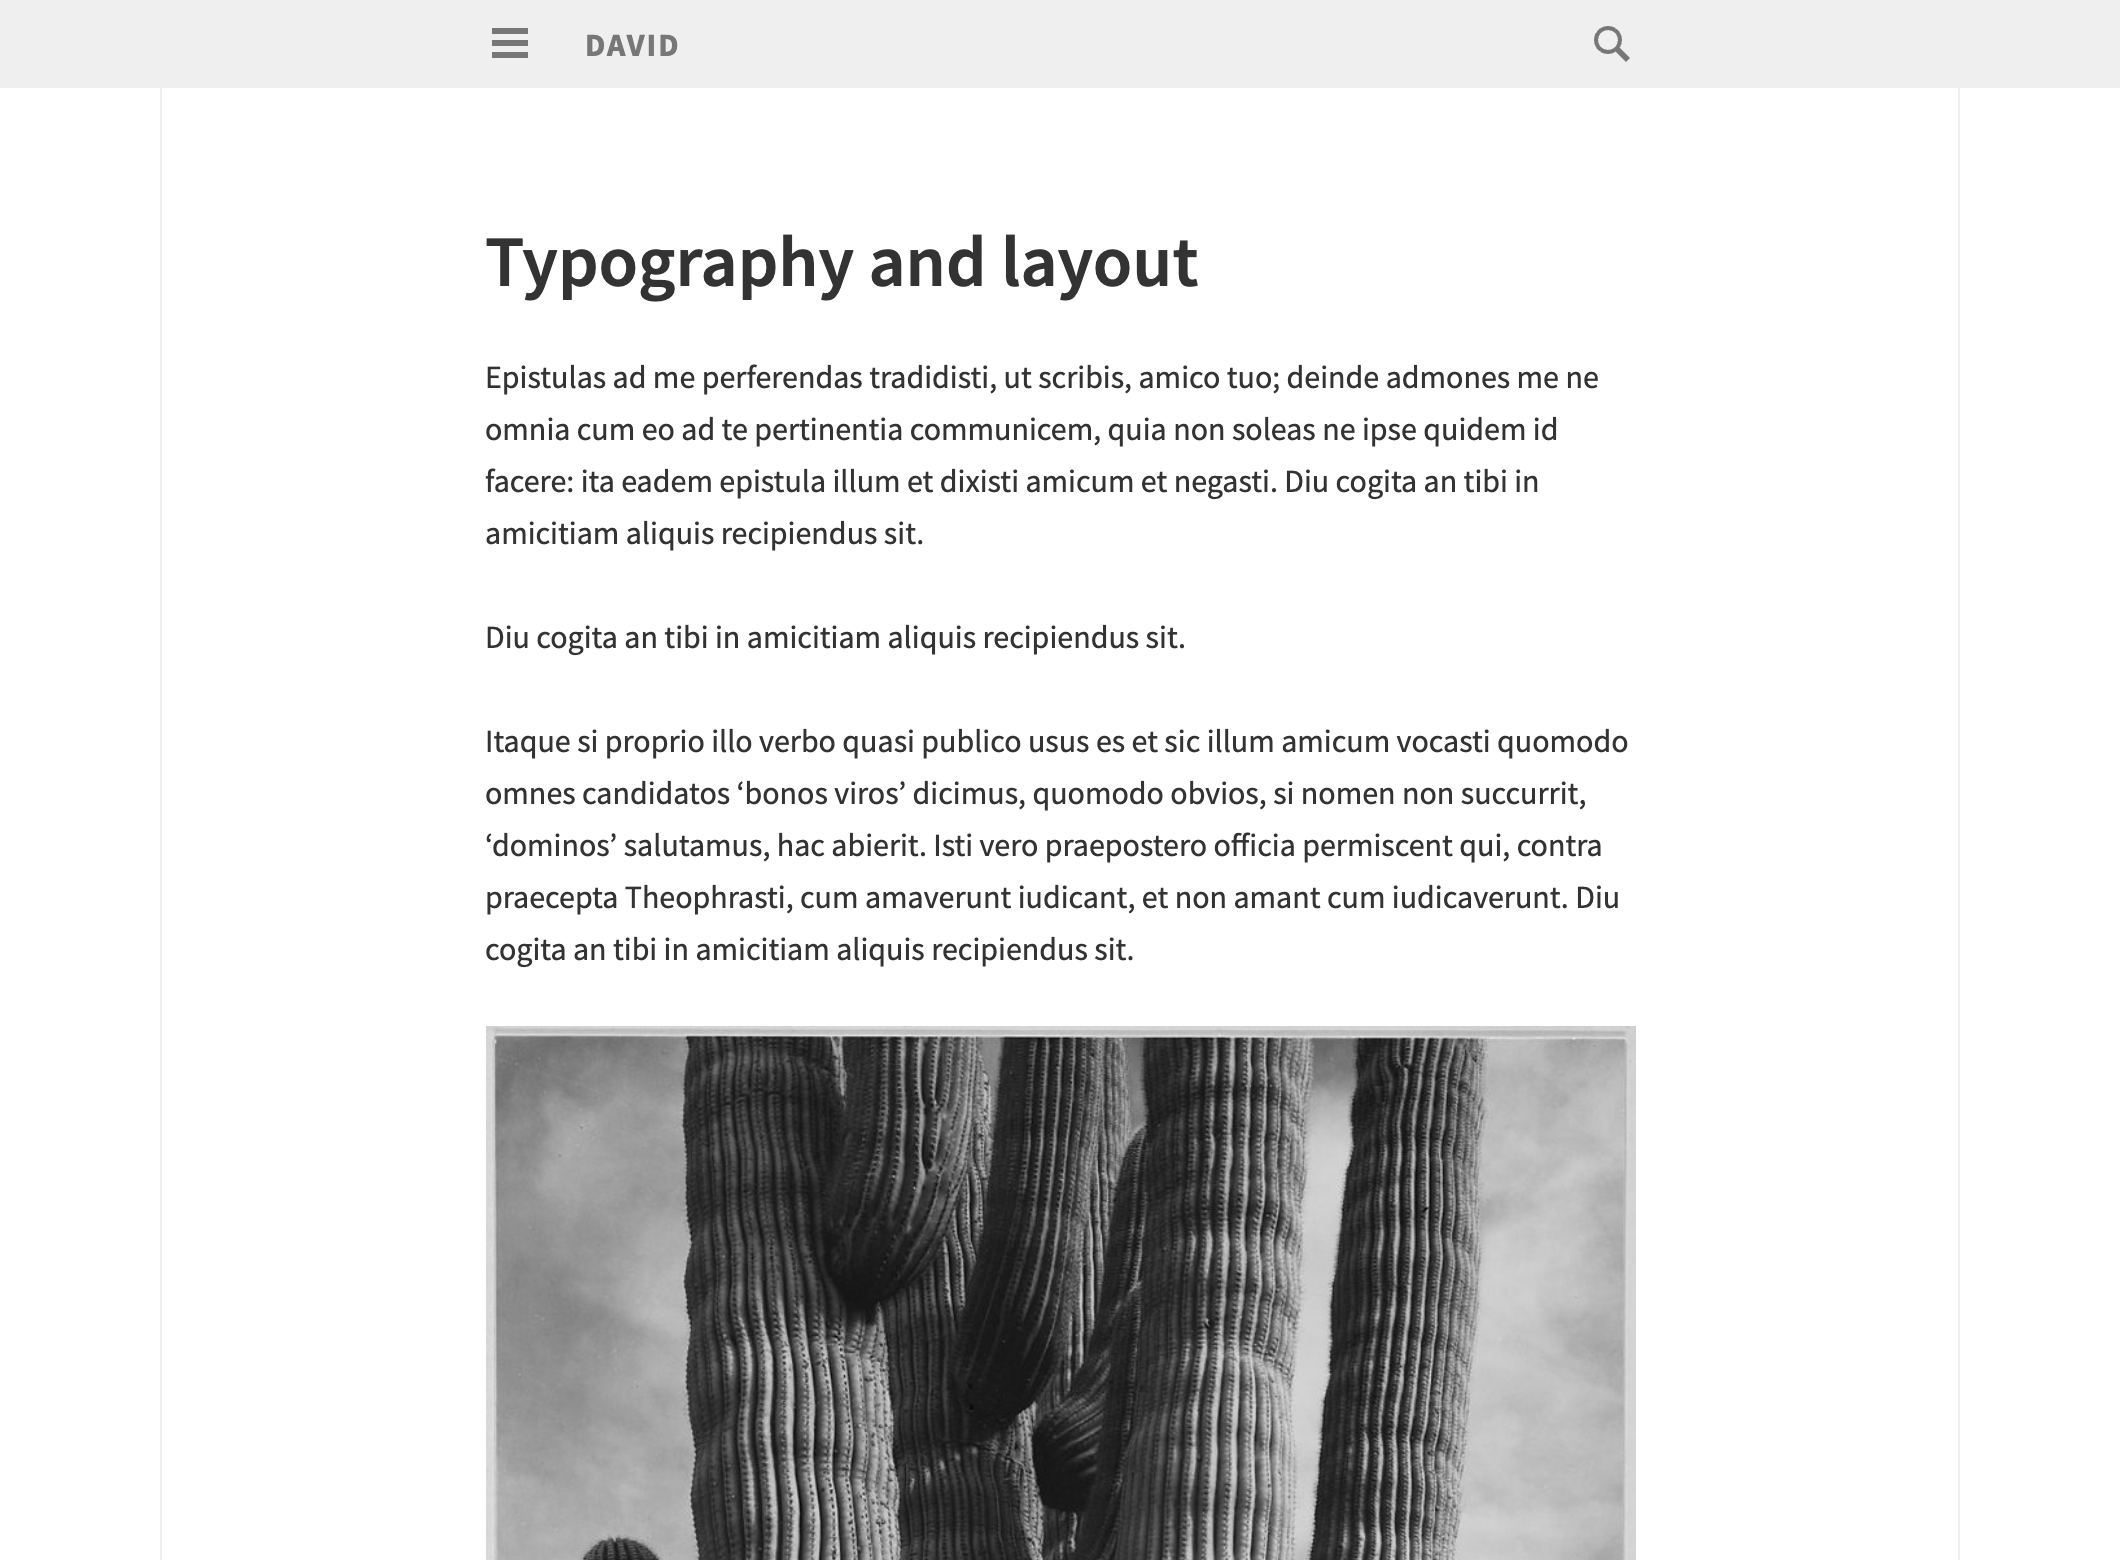 DAVID
Typography and layout
Epistulas ad me perferendas tradidisti, ut scribis, amico tuo; deinde admones me ne
omnia cum eo ad te pertinentia communicem, quia non soleas ne ipse quidem id
facere: ita eadem epistula illum et dixisti amicum et negasti. Diu cogita an tibi in
amicitiam aliquis recipiendus sit.
Diu cogita an tibi in amicitiam aliquis recipiendus sit.
Itaque si proprio illo verbo quasi publico usus es et sic illum amicum vocasti quomodo
omnes candidatos ‘bonos viros’ dicimus, quomodo obvios, si nomen non succurrit,
‘dominos’ salutamus, hac abierit. Isti vero praepostero officia permiscent qui, contra
praecepta Theophrasti, cum amaverunt iudicant, et non amant cum iudicaverunt. Diu
cogita an tibi in amicitiam aliquis recipiendus sit.